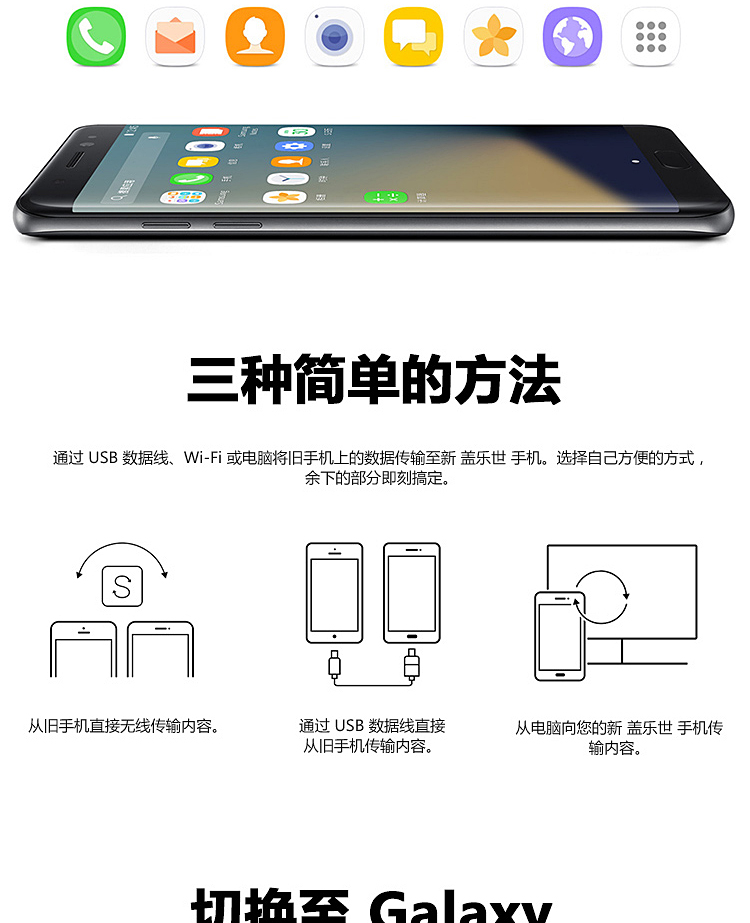 三种简单的方法
通过 USB 数据线、Wi-Fi 或电脑将旧手机上的数据传输至新 盖乐世 手机。选择自己方便的方式，
余下的部分即刻搞定。
S
从旧手机直接无线传输内容。
通过 USB 数据线直接
从旧手机传输内容。
从电脑向您的新 盖乐世 手机传
输内容。
切换至 Galaxy